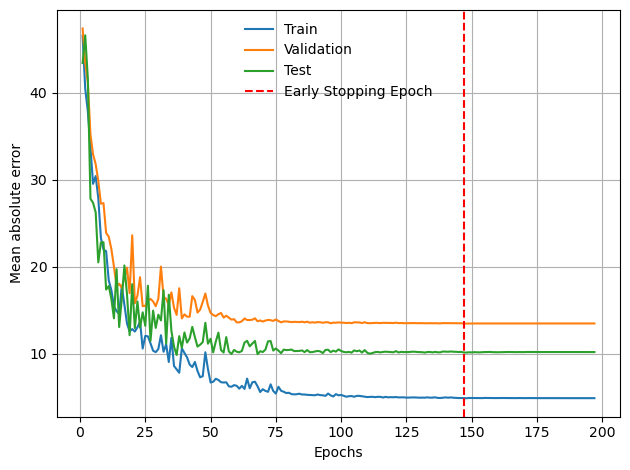 Train
Validation
Test
Early Stopping Epoch
Mean absolute error
40
30
20
10
0 25 50 75 100 125 150 175 200
Epochs